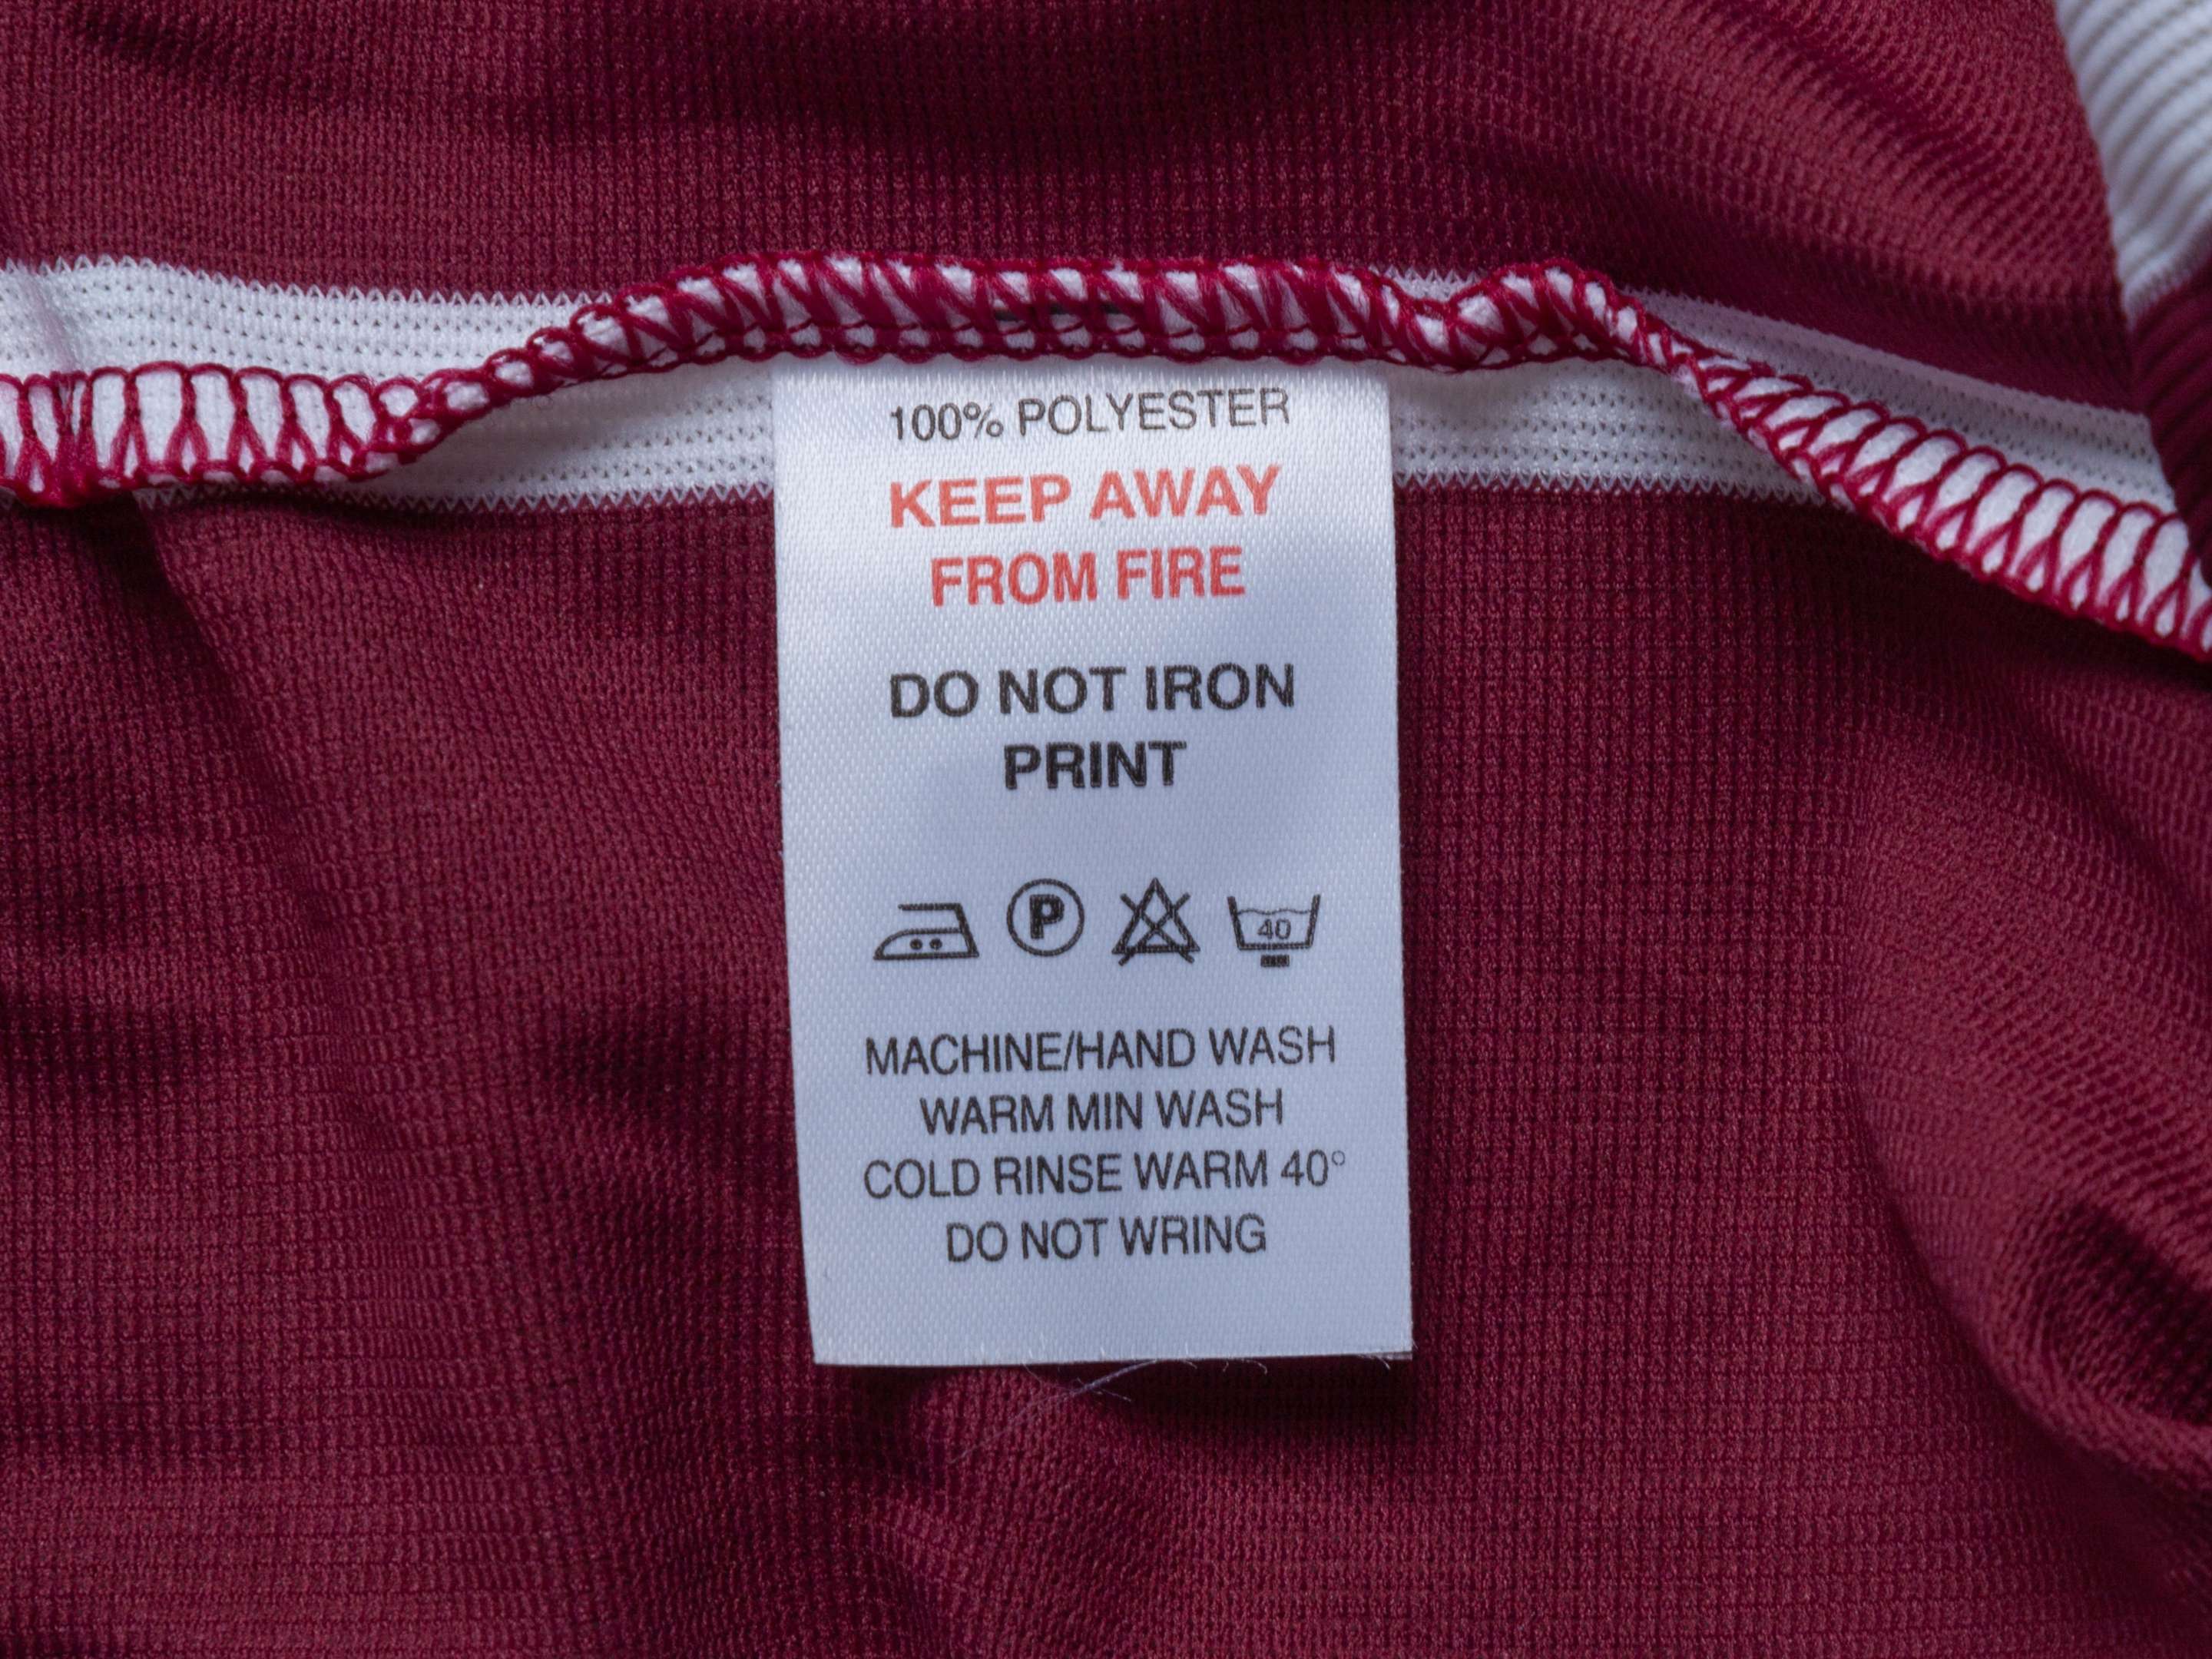 100% POLYESTER
KEEP AWAY
FROM FIRE
DO NOT IRON
PRINT
P 40
MACHINE/HAND WASH
WARM MIN WASH
COLD RINSE WARM 40°
DO NOT WRING